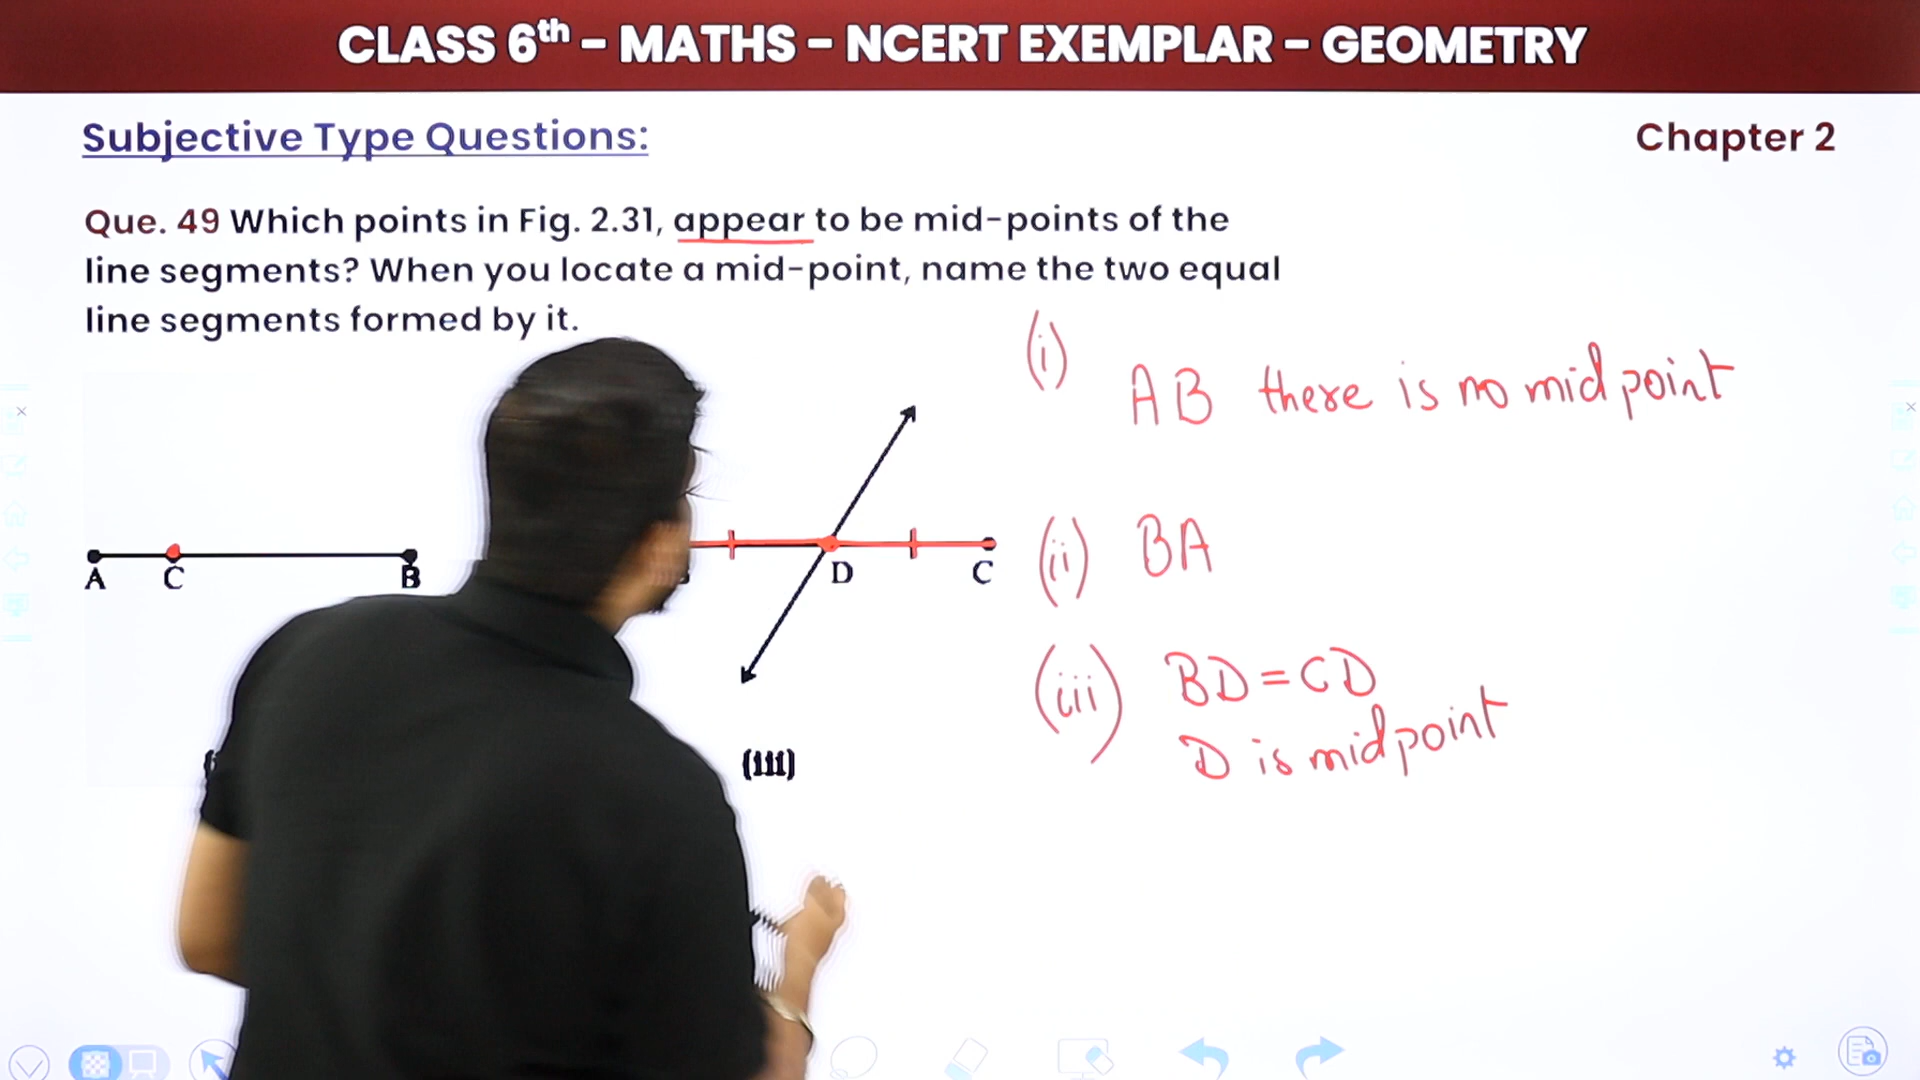 CLASS 6th – MATHS – NCERT EXEMPLAR – GEOMETRY
Subjective Type Questions:
Chapter 2
Que. 49 Which points in Fig. 2.31, appear to be mid-points of the
line segments? When you locate a mid-point, name the two equal
line segments formed by it.
(i)
AB there is no mid point
A C B
D C
(ii) BA
(iii) BD = CD
D is mid point
(iii)